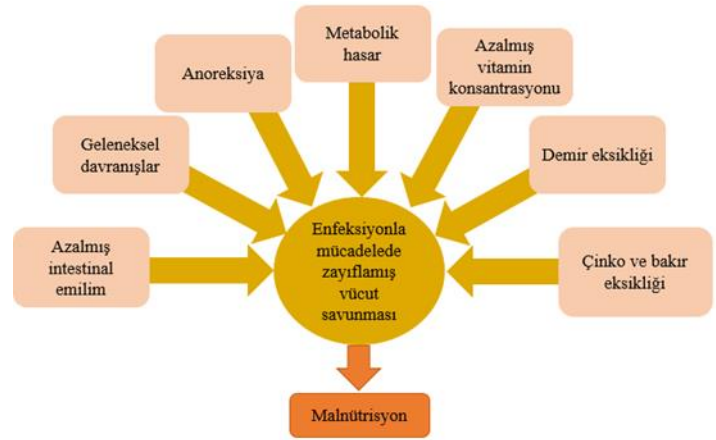 Azalmış
intestinal
emilim
Geleneksel
davranışlar
Anoreksiya
Metabolik
hasar
Azalmış
vitamin
konsantrasyonu
Demir eksikliği
Çinko ve bakır
eksikliği
Enfeksiyonla
mücadelede
zayıflamış
vücut
savunması
Malnütrisyon